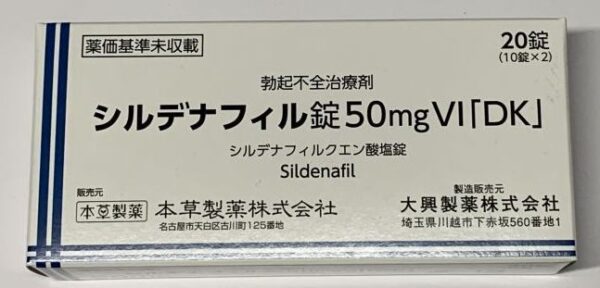 薬価基準未収載
20錠
(10錠×2)
勃起不全治療剤
シルデナフィル錠50mgVI「DK」
シルデナフィルクエン酸塩錠
Sildenafil
販売元
本草製薬 本草製薬株式会社
名古屋市天白区古川町125番地
製造販売元
大興製薬株式会社
埼玉県川越市下赤坂560番地1